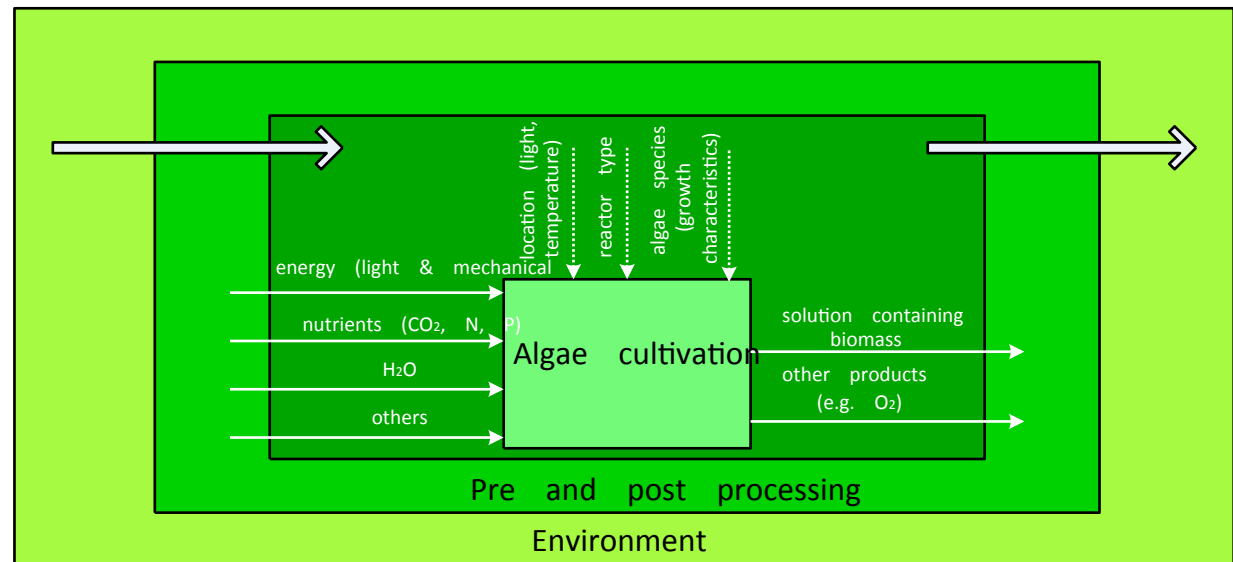 location (light,
temperature)
reactor type
algae species
(growth
characteristics)
energy (light & mechanical
nutrients (CO₂, N, P)
H₂O
others
Algae cultivation
solution containing
biomass
other products
(e.g. O₂)
Pre and post processing
Environment